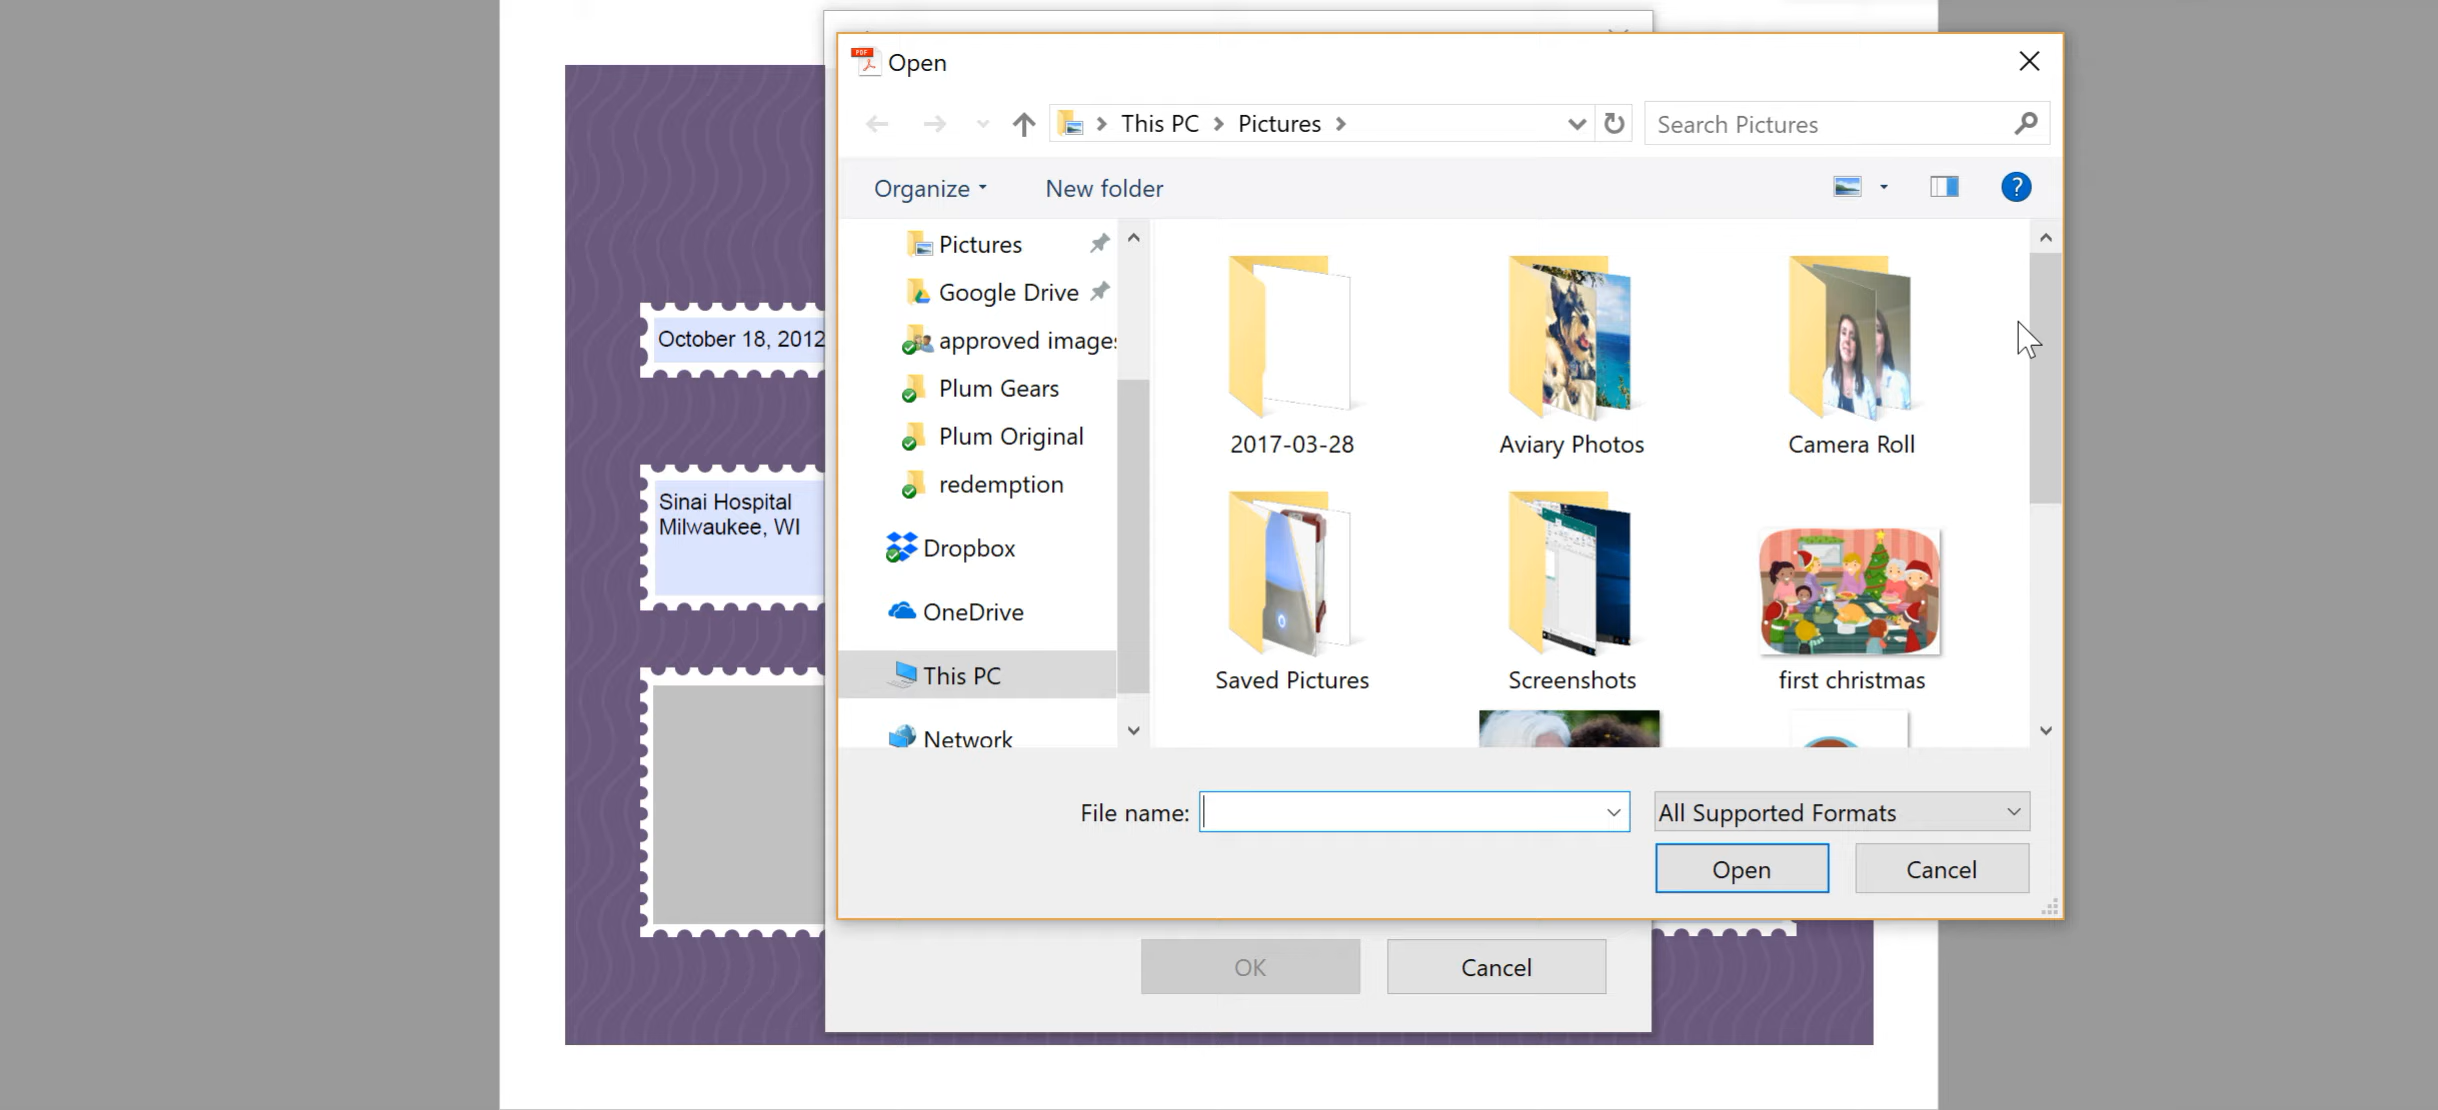 Open
This PC
Pictures
Search Pictures
Organize
New folder
?
Pictures
Google Drive
approved images
Plum Gears
Plum Original
redemption
Dropbox
OneDrive
This PC
Network
2017-03-28
Aviary Photos
Camera Roll
Saved Pictures
Screenshots
first christmas
File name:
All Supported Formats
Open
Cancel
OK
Cancel
October 18, 2012
Sinai Hospital
Milwaukee, WI
PDF